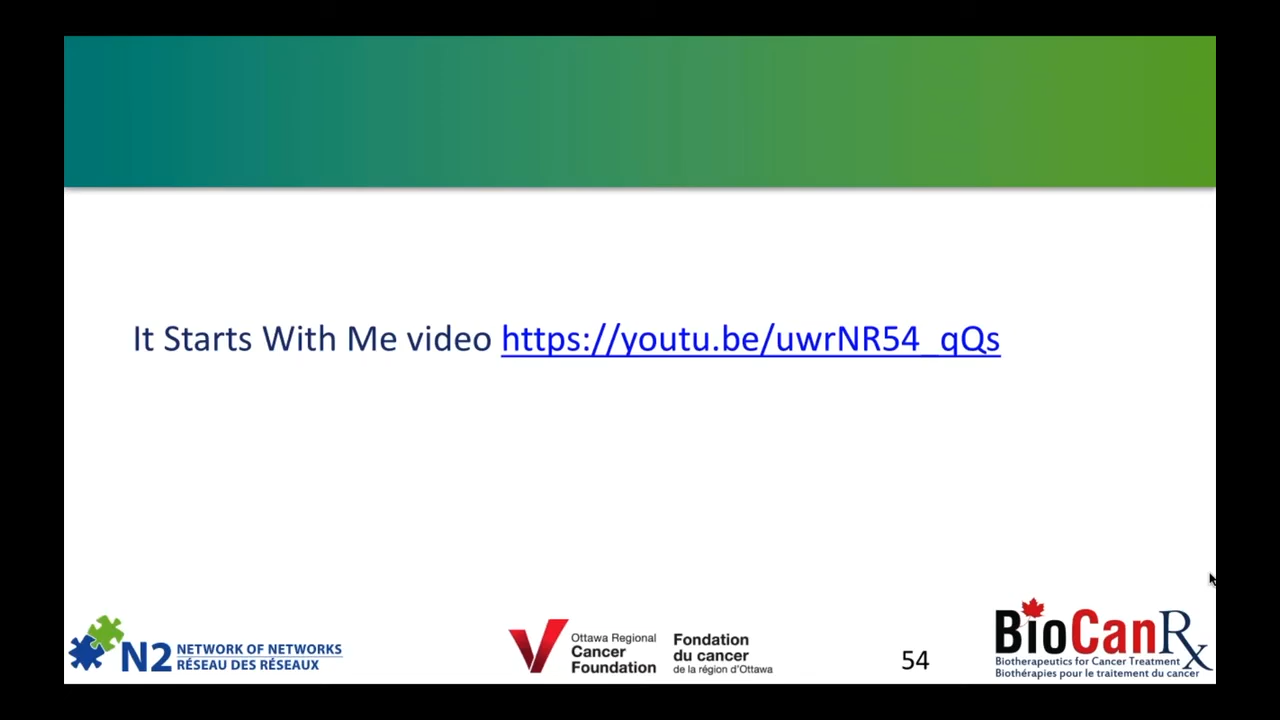 It Starts With Me video https://youtu.be/uwrNR54_qQs
N2 NETWORK OF NETWORKS
RÉSEAU DES RÉSEAUX
Ottawa Regional
Cancer
Foundation
Fondation
du cancer
de la région d'Ottawa
54
BioCanRx
Biotherapeutics for Cancer Treatment
Biothérapies pour le traitement du cancer